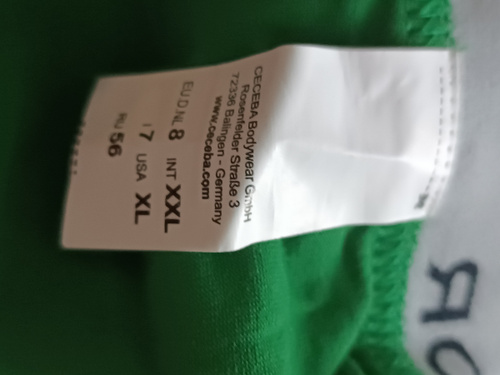 CECEBA Bodywear GmbH
Rosenfelder Straße 3
72336 Balingen - Germany
www.ceceba.com
EU D NL 8 INT XXL
I 7 USA XL
RU 56